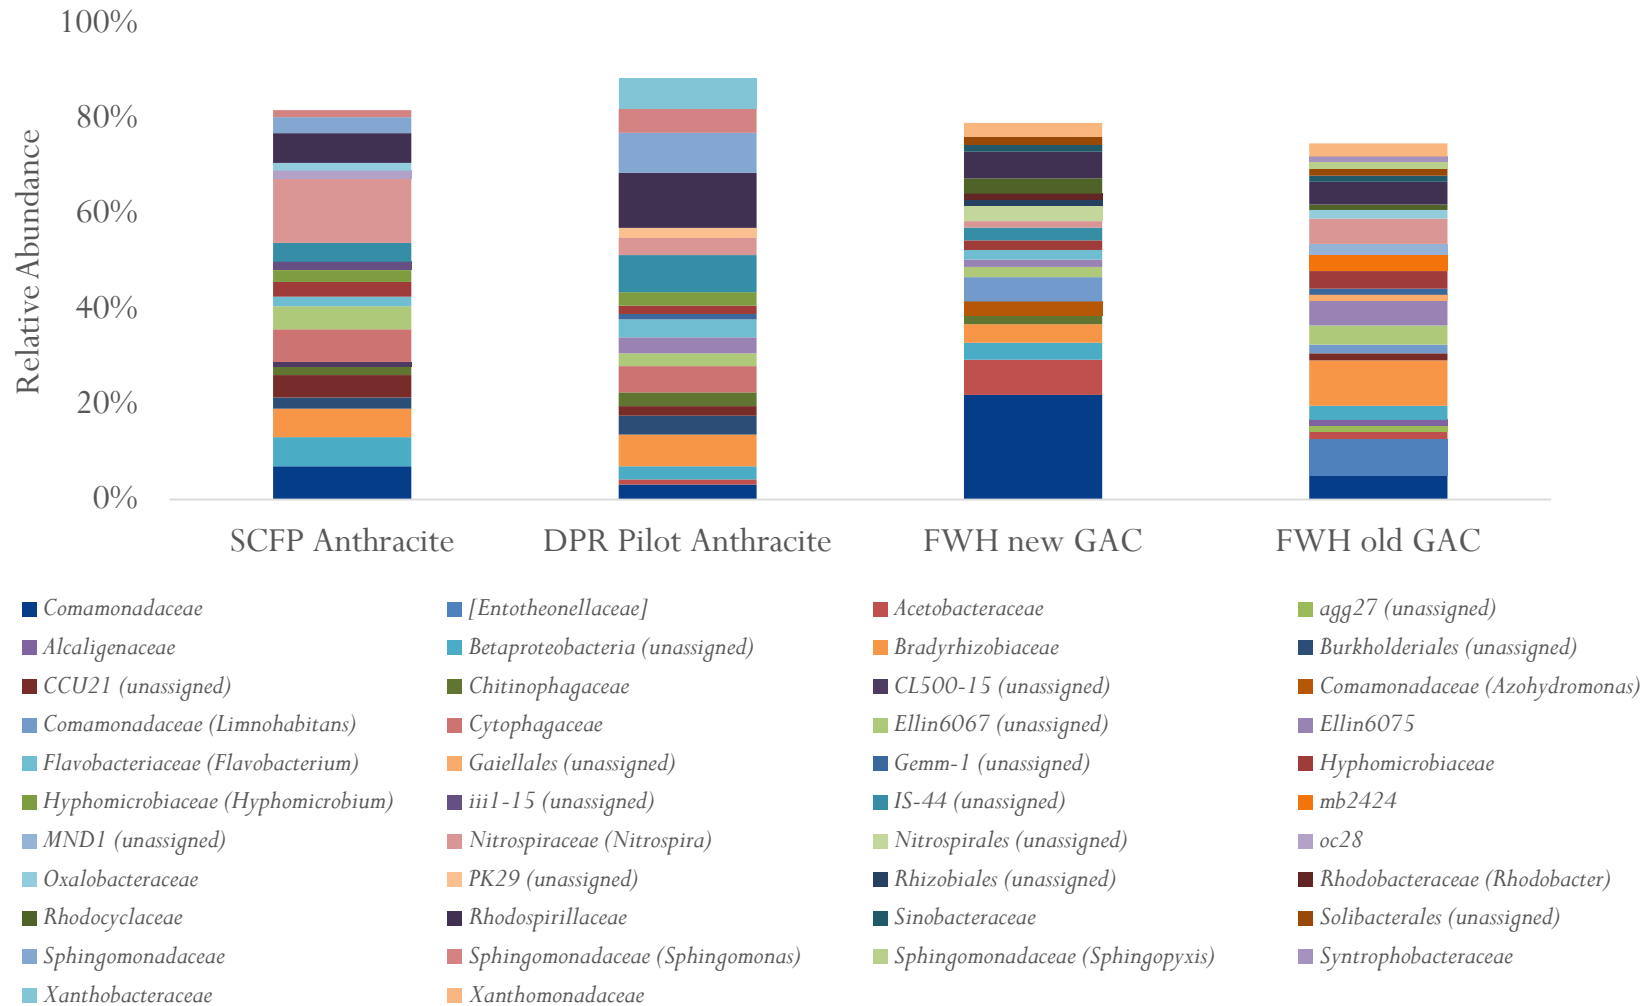 100%
80%
60%
40%
20%
0%
Relative Abundance
SCFP Anthracite DPR Pilot Anthracite FWH new GAC FWH old GAC
Comamonadaceae [Entotheonellaceae] Acetobacteraceae agg27 (unassigned)
Alcaligenaceae Betaproteobacteria (unassigned) Bradyrhizobiaceae Burkholderiales (unassigned)
CCU21 (unassigned) Chitinophagaceae CL500-15 (unassigned) Comamonadaceae (Azohydromonas)
Comamonadaceae (Limnohabitans) Cytophagaceae Ellin6067 (unassigned) Ellin6075
Flavobacteriaceae (Flavobacterium) Gaiellales (unassigned) Gemm-1 (unassigned) Hyphomicrobiaceae
Hyphomicrobiaceae (Hyphomicrobium) iii1-15 (unassigned) IS-44 (unassigned) mb2424
MND1 (unassigned) Nitrospiraceae (Nitrospira) Nitrospirales (unassigned) oc28
Oxalobacteraceae PK29 (unassigned) Rhizobiales (unassigned) Rhodobacteraceae (Rhodobacter)
Rhodocyclaceae Rhodospirillaceae Sinobacteraceae Solibacterales (unassigned)
Sphingomonadaceae Sphingomonadaceae (Sphingomonas) Sphingomonadaceae (Sphingopyxis) Syntrophobacteraceae
Xanthobacteraceae Xanthomonadaceae